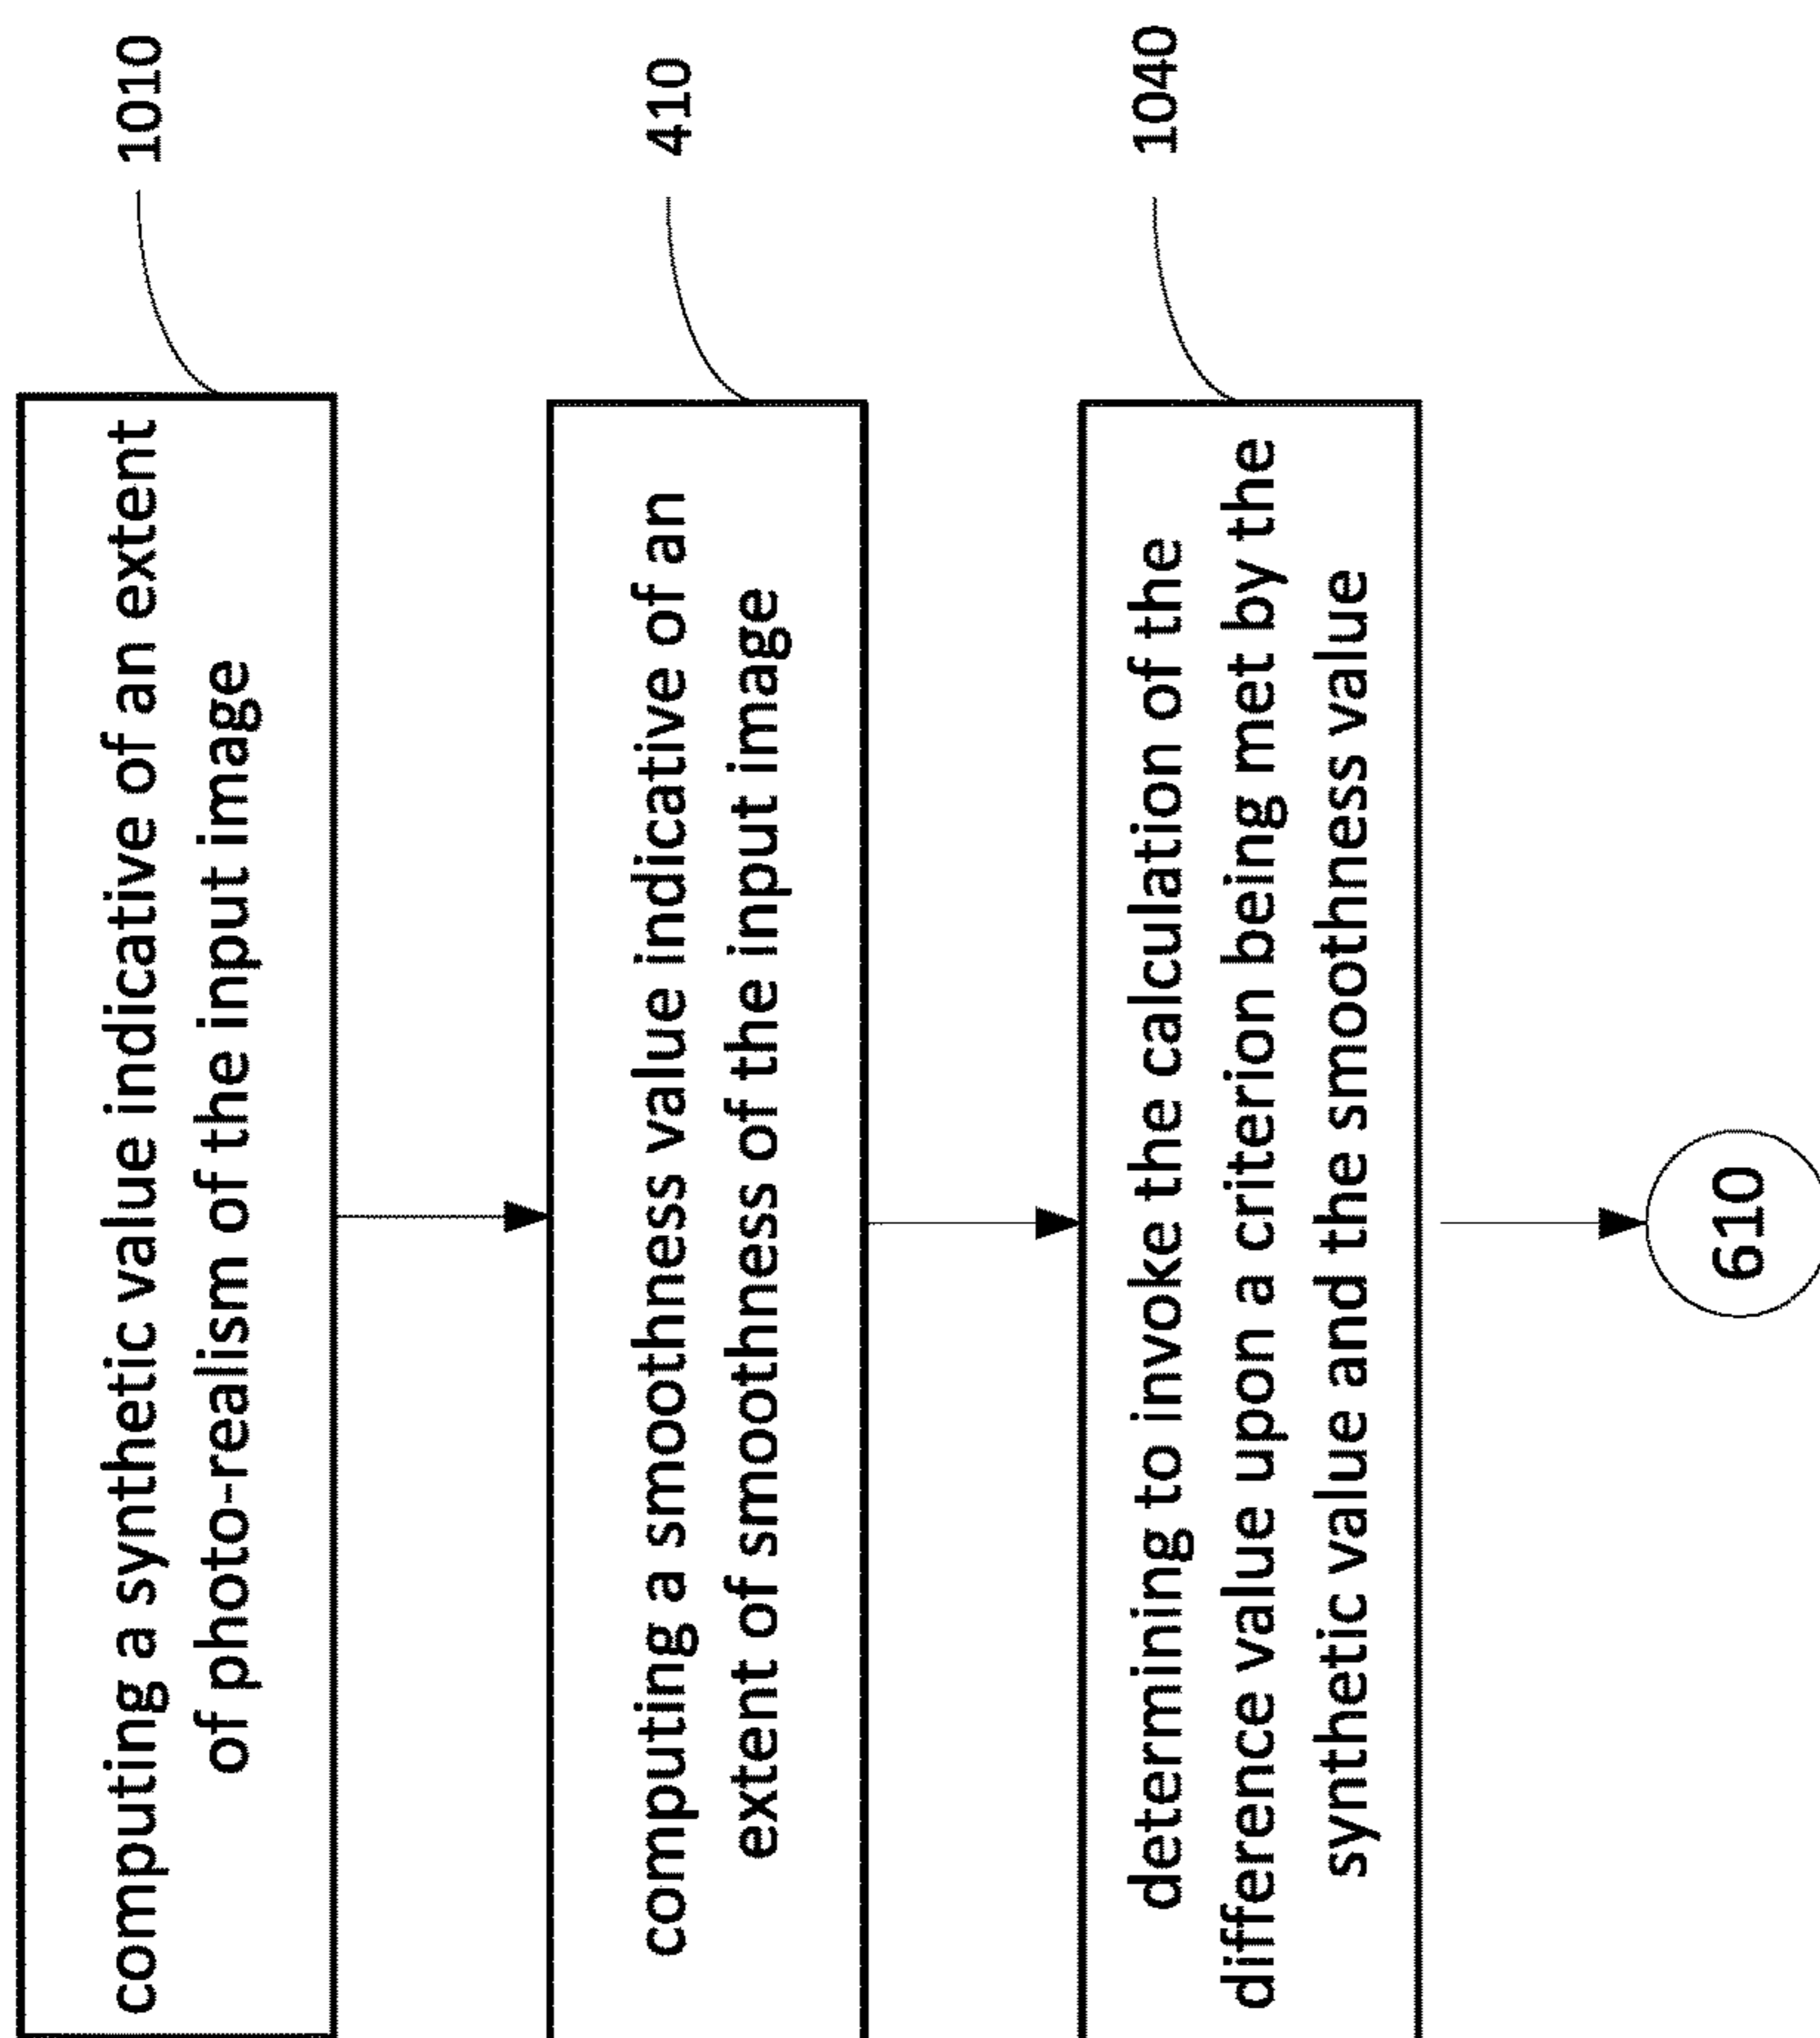 computing a synthetic value indicative of an extent
of photo-realism of the input image
1010
computing a smoothness value indicative of an
extent of smoothness of the input image
410
determining to invoke the calculation of the
difference value upon a criterion being met by the
synthetic value and the smoothness value
1040
610